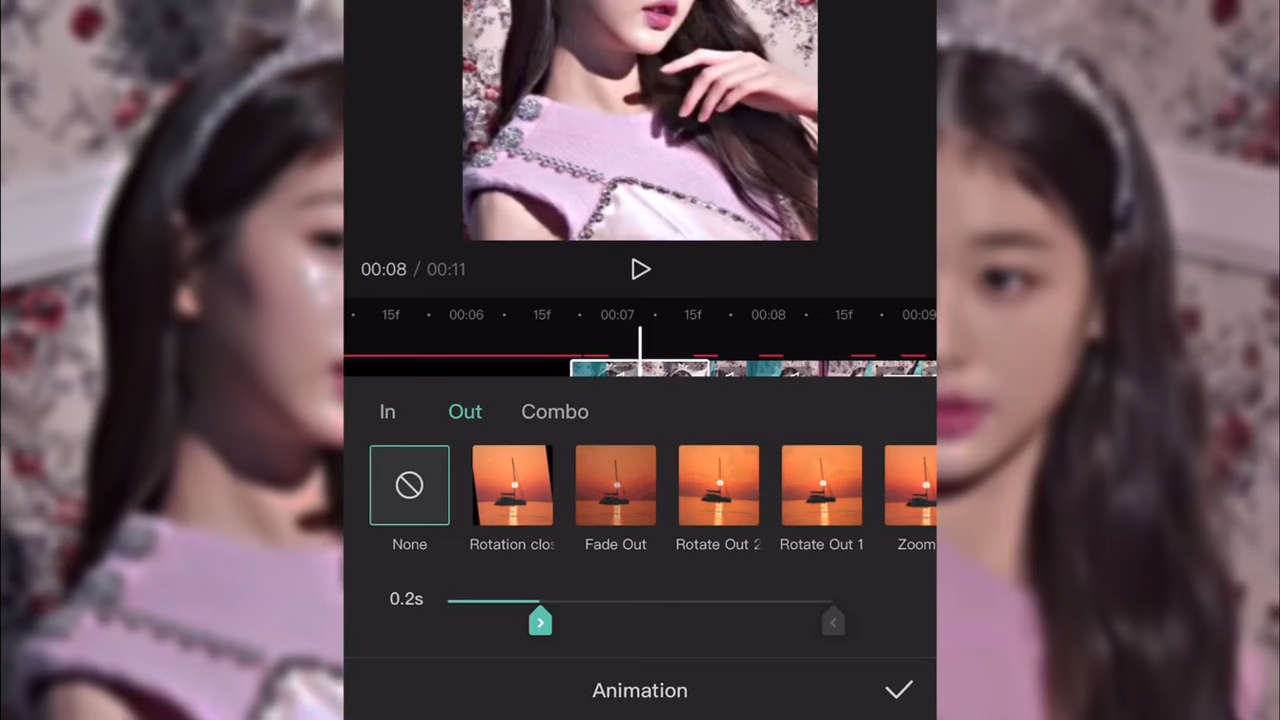 00:08 / 00:11
15f 00:06 15f 00:07 15f 00:08 15f 00:09
In Out Combo
None Rotation clos Fade Out Rotate Out 2 Rotate Out 1 Zoom
0.2s
Animation